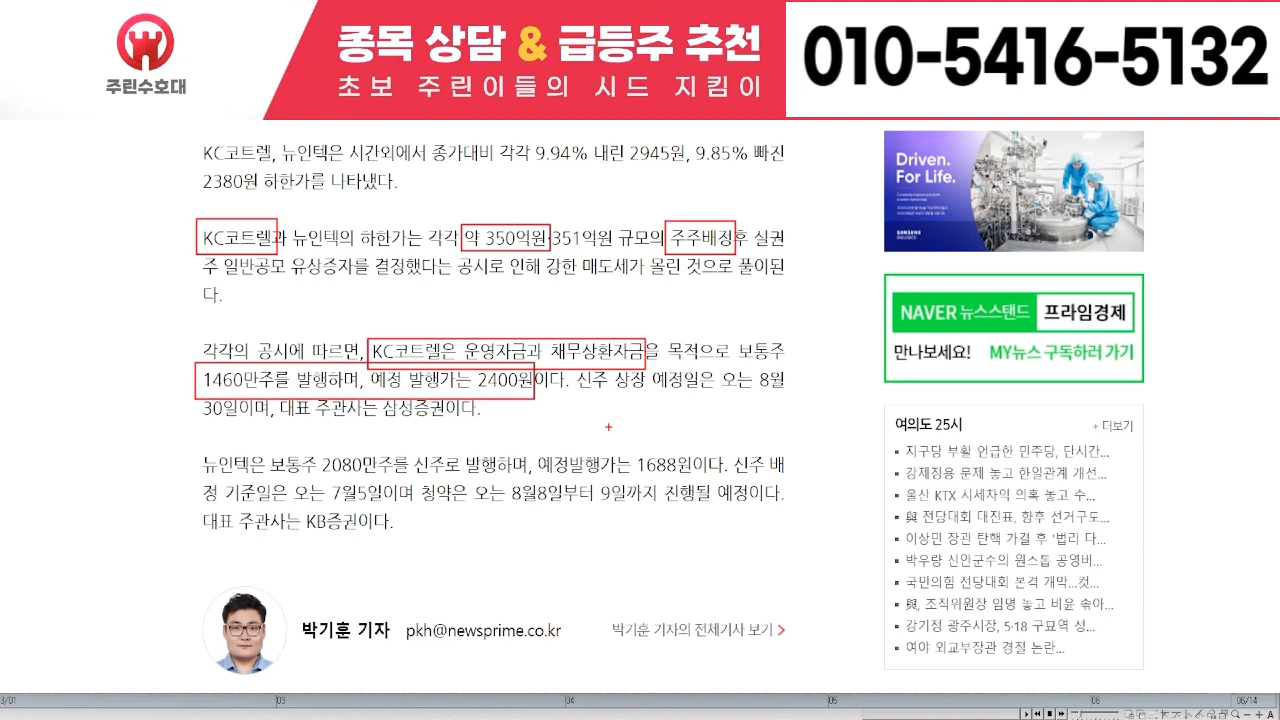 주린수호대
종목 상담 & 급등주 추천
초보 주린이들의 시드 지킴이
010-5416-5132
KC코트렐, 뉴인텍은 시간외에서 종가대비 각각 9.94% 내린 2945원, 9.85% 빠진
2380원 하한가를 나타냈다.
KC코트렐과 뉴인텍의 하한가는 각각 약 350억원, 351억원 규모의 주주배정후 실권
주 일반공모 유상증자를 결정했다는 공시로 인해 강한 매도세가 몰린 것으로 풀이된
다.
각각의 공시에 따르면, KC코트렐은 운영자금과 채무상환자금을 목적으로 보통주
1460만주를 발행하며, 예정 발행가는 2400원이다. 신주 상장 예정일은 오는 8월
30일이며, 대표 주관사는 삼성증권이다.
뉴인텍은 보통주 2080만주를 신주로 발행하며, 예정발행가는 1688원이다. 신주 배
정 기준일은 오는 7월5일이며 청약은 오는 8월8일부터 9일까지 진행될 예정이다.
대표 주관사는 KB증권이다.
박기훈 기자 pkh@newsprime.co.kr
박기훈 기자의 전체기사 보기 >
Driven.
For Life.
SAMSUNG
BIOLOGICS
NAVER 뉴스스탠드 프라임경제
만나보세요! MY뉴스 구독하러 가기
여의도 25시
+ 더보기
지구당 부활 언급한 민주당, 단시간...
강제징용 문제 놓고 한일관계 개선...
울산 KTX 시세차익 의혹 놓고 수...
與 전당대회 대진표, 향후 선거구도...
이상민 장관 탄핵 가결 후 '법리 다...
박우량 신안군수의 원스톱 공영버...
국민의힘 전당대회 본격 개막...컷...
與, 조직위원장 임명 놓고 비윤 솎아...
강기정 광주시장, 5·18 구묘역 성...
여야 외교부장관 경질 논란...
3/01
03
04
05
06
06/14